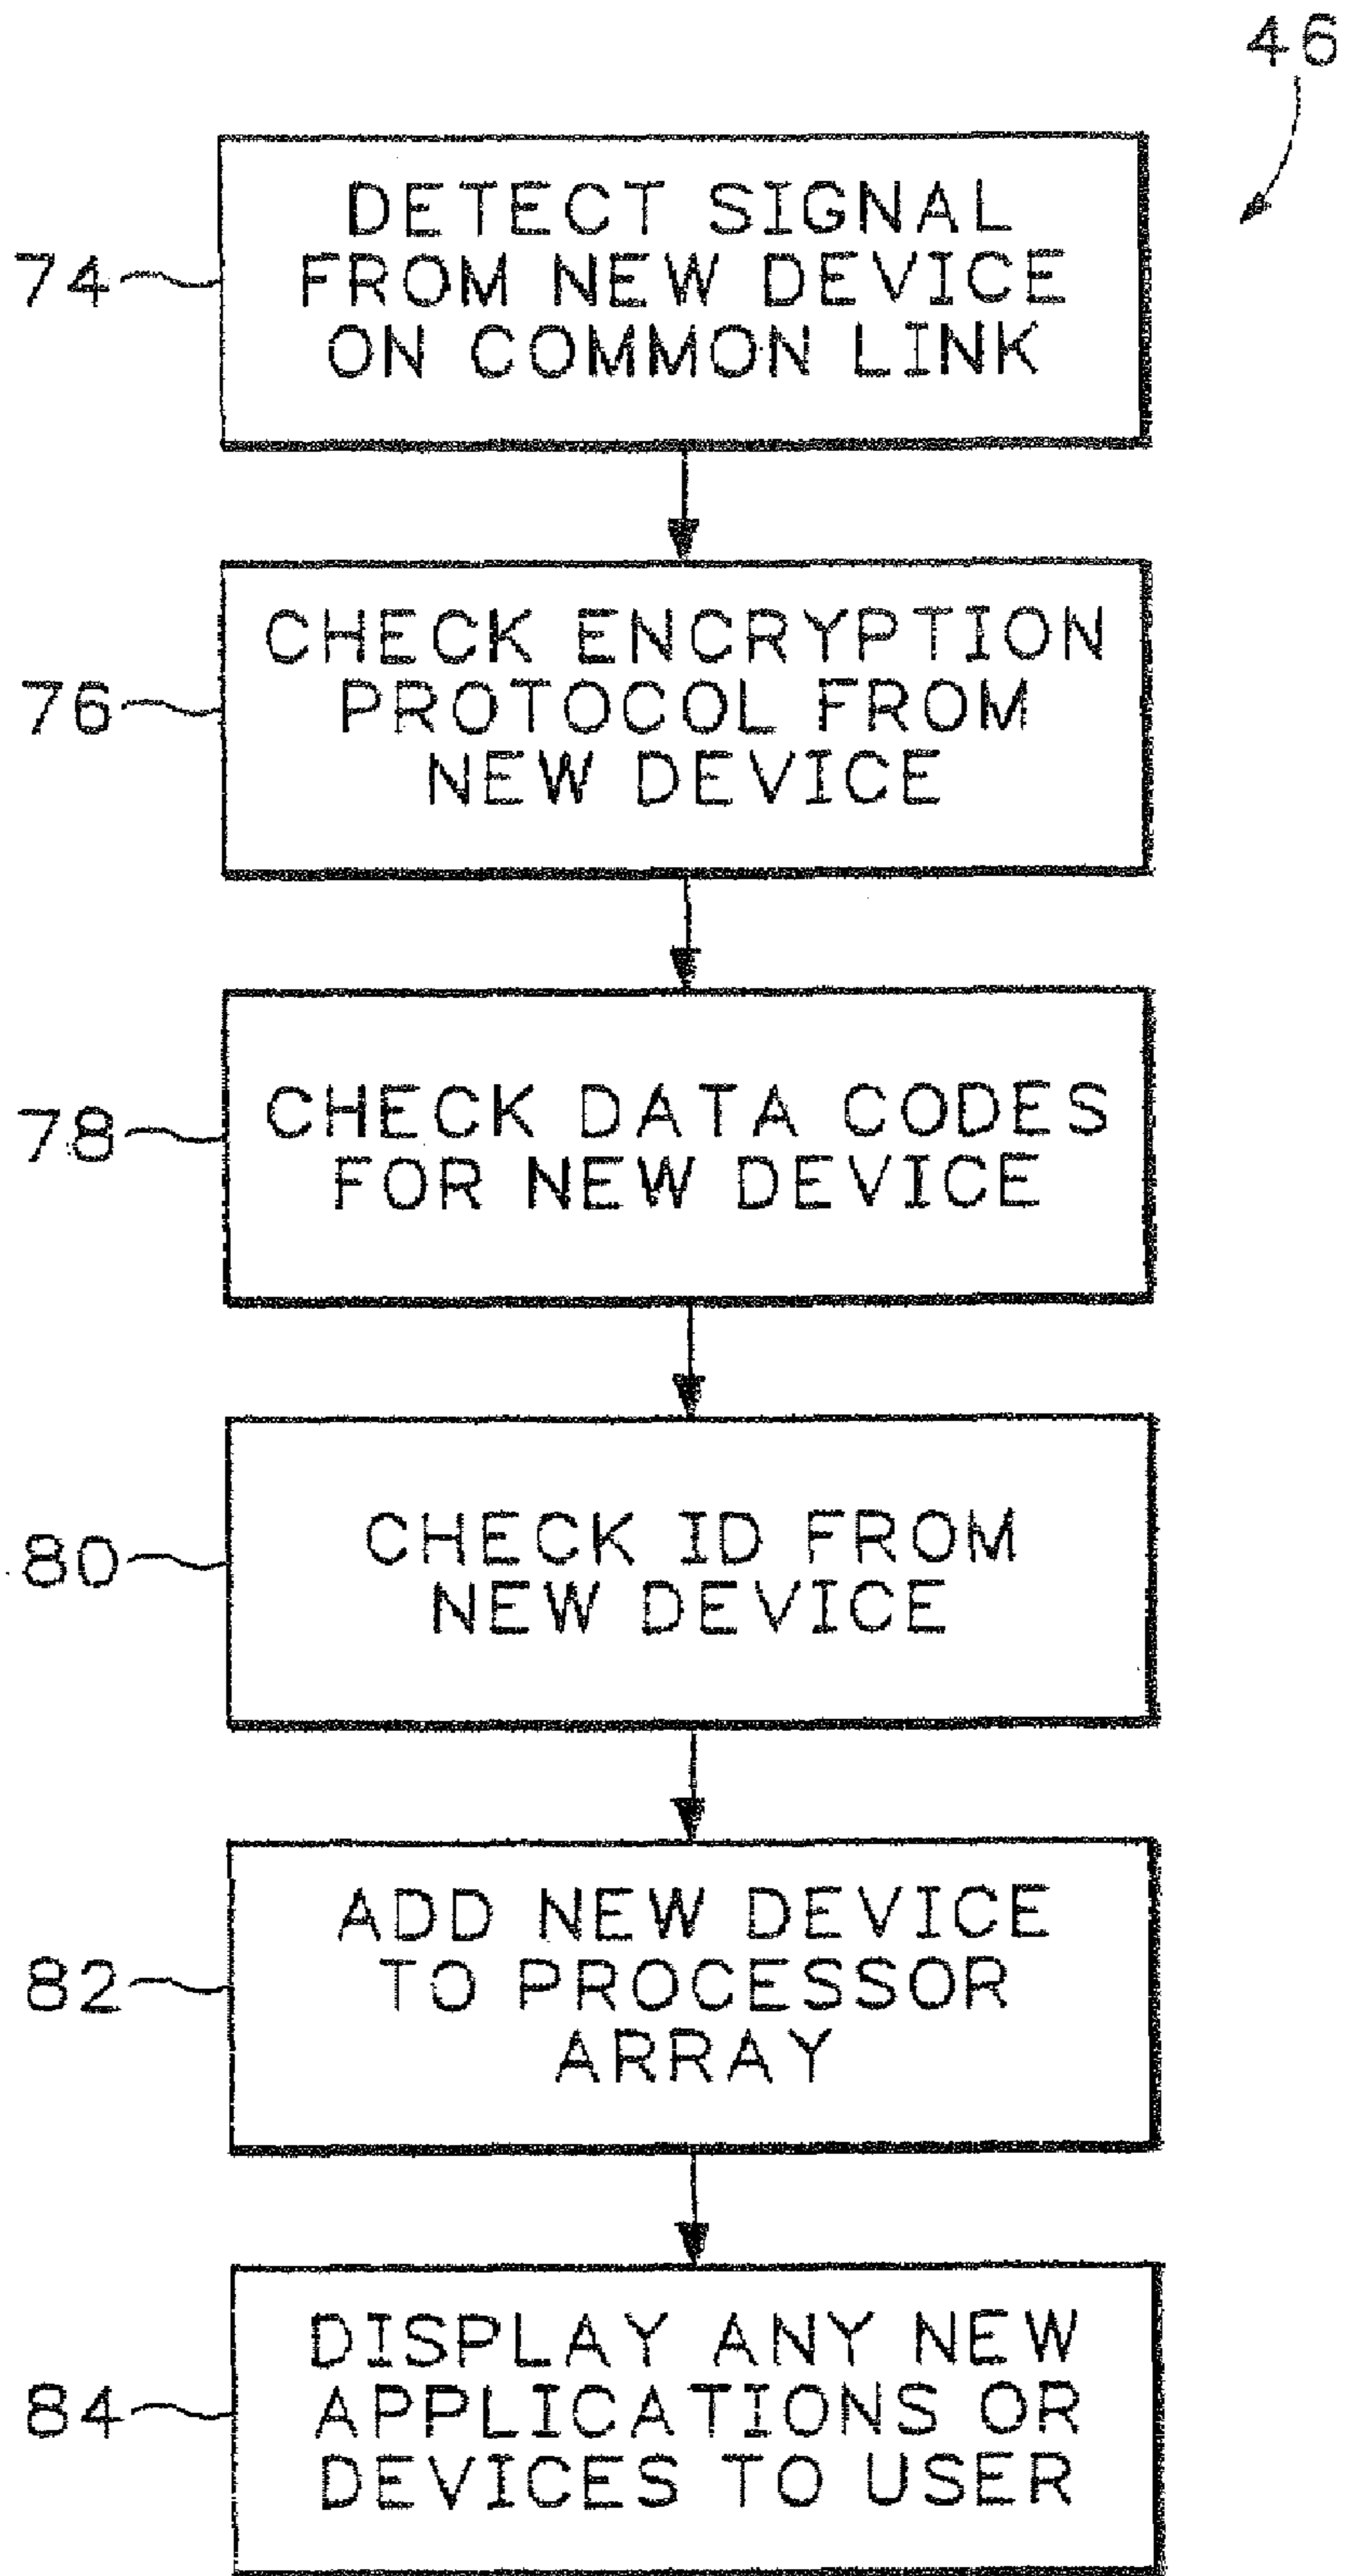 46
74
DETECT SIGNAL
FROM NEW DEVICE
ON COMMON LINK
76
CHECK ENCRYPTION
PROTOCOL FROM
NEW DEVICE
78
CHECK DATA CODES
FOR NEW DEVICE
80
CHECK ID FROM
NEW DEVICE
82
ADD NEW DEVICE
TO PROCESSOR
ARRAY
84
DISPLAY ANY NEW
APPLICATIONS OR
DEVICES TO USER